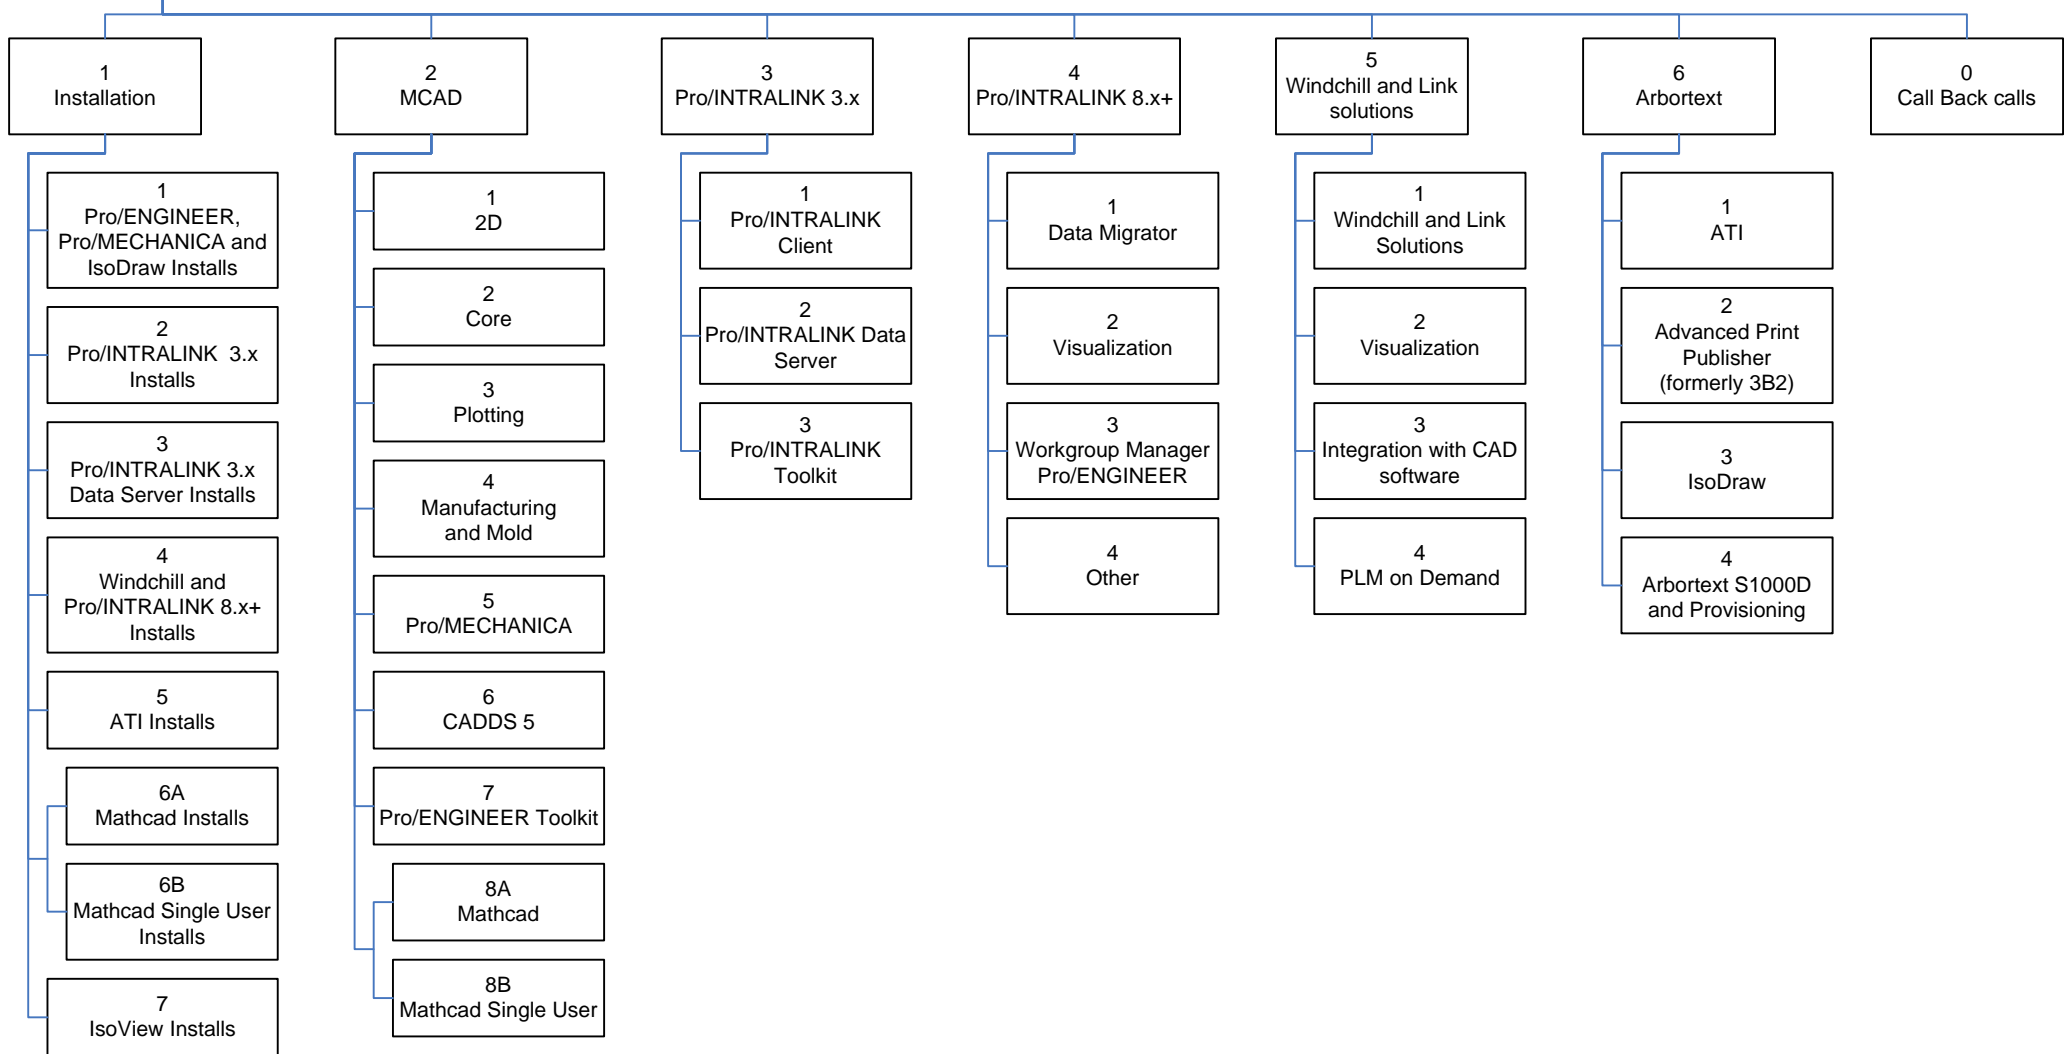 1
Installation
1
Pro/ENGINEER,
Pro/MECHANICA and
IsoDraw Installs
2
Pro/INTRALINK 3.x
Installs
3
Pro/INTRALINK 3.x
Data Server Installs
4
Windchill and
Pro/INTRALINK 8.x+
Installs
5
ATI Installs
6A
Mathcad Installs
6B
Mathcad Single User
Installs
7
IsoView Installs
2
MCAD
1
2D
2
Core
3
Plotting
4
Manufacturing
and Mold
5
Pro/MECHANICA
6
CADDS 5
7
Pro/ENGINEER Toolkit
8A
Mathcad
8B
Mathcad Single User
3
Pro/INTRALINK 3.x
1
Pro/INTRALINK
Client
2
Pro/INTRALINK Data
Server
3
Pro/INTRALINK
Toolkit
4
Pro/INTRALINK 8.x+
1
Data Migrator
2
Visualization
3
Workgroup Manager
Pro/ENGINEER
4
Other
5
Windchill and Link
solutions
1
Windchill and Link
Solutions
2
Visualization
3
Integration with CAD
software
4
PLM on Demand
6
Arbortext
1
ATI
2
Advanced Print
Publisher
(formerly 3B2)
3
IsoDraw
4
Arbortext S1000D
and Provisioning
0
Call Back calls